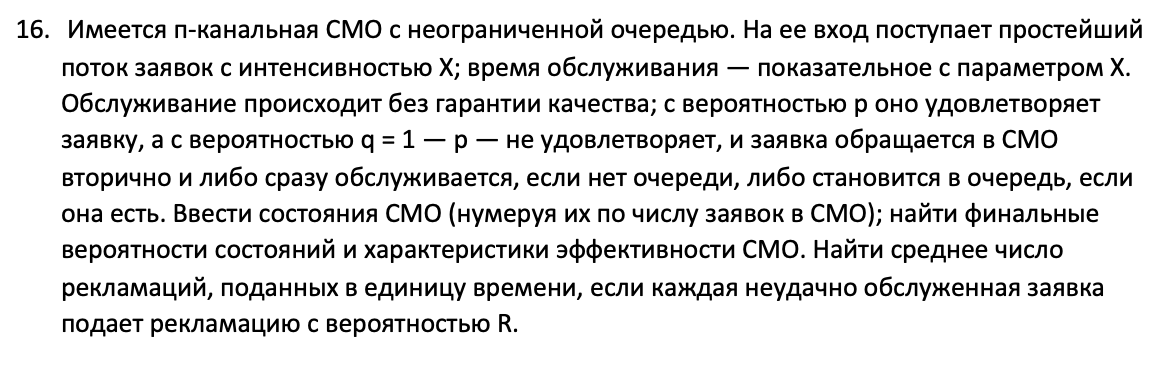 16. Имеется п-канальная СМО с неограниченной очередью. На ее вход поступает простейший
поток заявок с интенсивностью X; время обслуживания — показательное с параметром X.
Обслуживание происходит без гарантии качества; с вероятностью р оно удовлетворяет
заявку, а с вероятностью q = 1 — р — не удовлетворяет, и заявка обращается в СМО
вторично и либо сразу обслуживается, если нет очереди, либо становится в очередь, если
она есть. Ввести состояния СМО (нумеруя их по числу заявок в СМО); найти финальные
вероятности состояний и характеристики эффективности СМО. Найти среднее число
рекламаций, поданных в единицу времени, если каждая неудачно обслуженная заявка
подает рекламацию с вероятностью R.